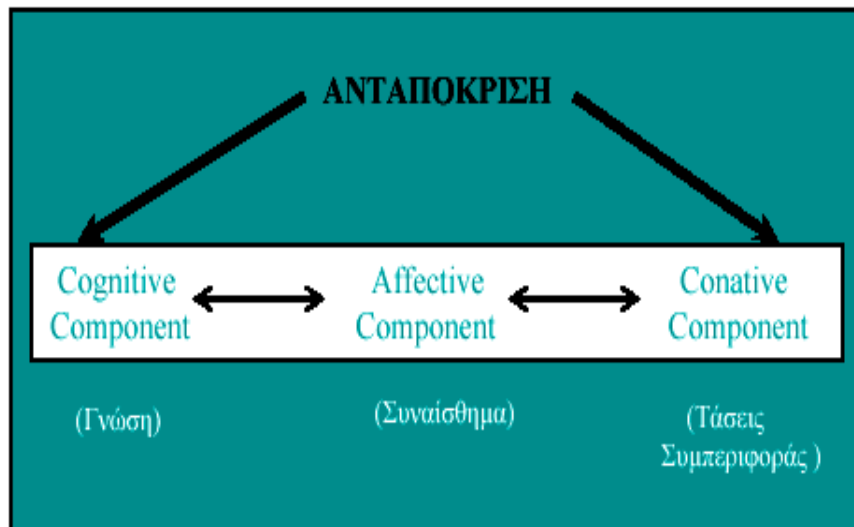 ΑΝΤΑΠΟΚΡΙΣΗ
Cognitive
Component
Affective
Component
Conative
Component
(Γνώση)
(Συναίσθημα)
(Τάσεις
Συμπεριφοράς )